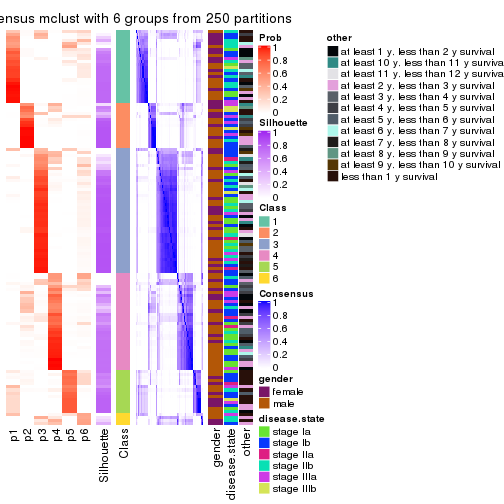 ensus mclust with 6 groups from 250 partitions
Prob
1
0.8
0.6
0.4
0.2
0
Silhouette
1
0.8
0.6
0.4
0.2
0
Class
1
2
3
4
5
6
Consensus
1
0.8
0.6
0.4
0.2
0
gender
female
male
disease.state
stage Ia
stage Ib
stage IIa
stage IIb
stage IIIa
stage IIIb
other
at least 1 y. less than 2 y survival
at least 10 y. less than 11 y survival
at least 11 y. less than 12 y surviva
at least 2 y. less than 3 y survival
at least 3 y. less than 4 y survival
at least 4 y. less than 5 y survival
at least 5 y. less than 6 y survival
at least 6 y. less than 7 y survival
at least 7 y. less than 8 y survival
at least 8 y. less than 9 y survival
at least 9 y. less than 10 y survival
less than 1 y survival
p1
p2
p3
p4
p5
p6
Silhouette
Class
gender
disease.state
other